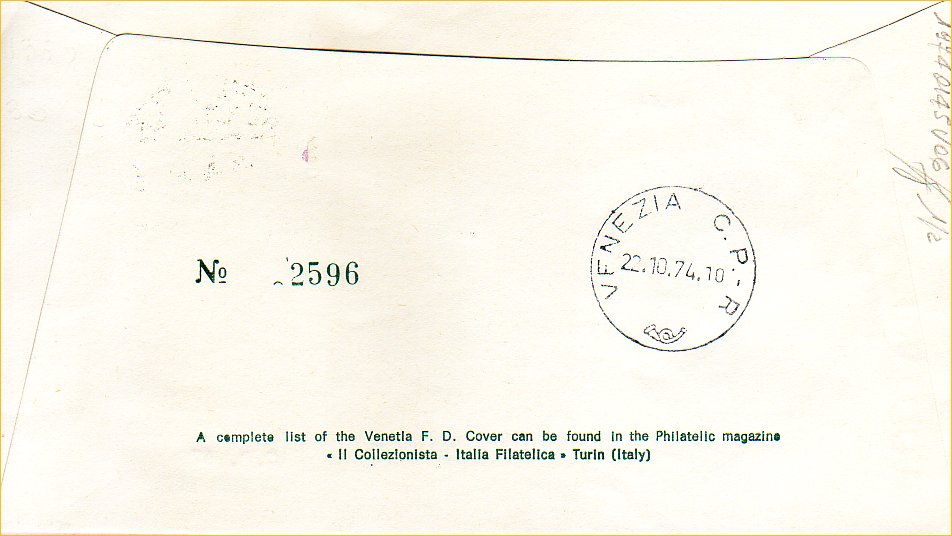 VENEZIA C.P.-R
22.10.74.10
No 2596
A complete list of the Venetia F. D. Cover can be found in the Philatelic magazine
« Il Collezionista - Italia Filatelica » Turin (Italy)